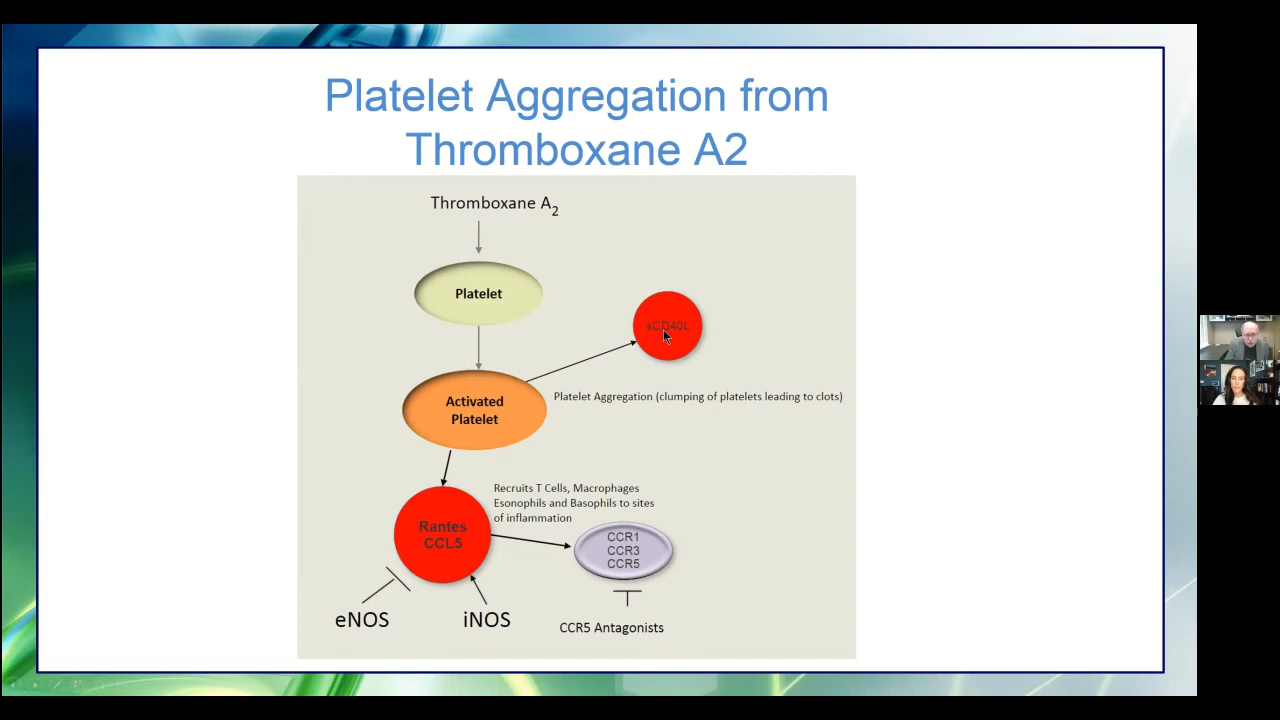 Platelet Aggregation from
Thromboxane A2
Thromboxane A2
Platelet
sCD40L
Activated
Platelet
Platelet Aggregation (clumping of platelets leading to clots)
Recruits T Cells, Macrophages
Esonophils and Basophils to sites
of inflammation
Rantes
CCL5
CCR1
CCR3
CCR5
eNOS
iNOS
CCR5 Antagonists